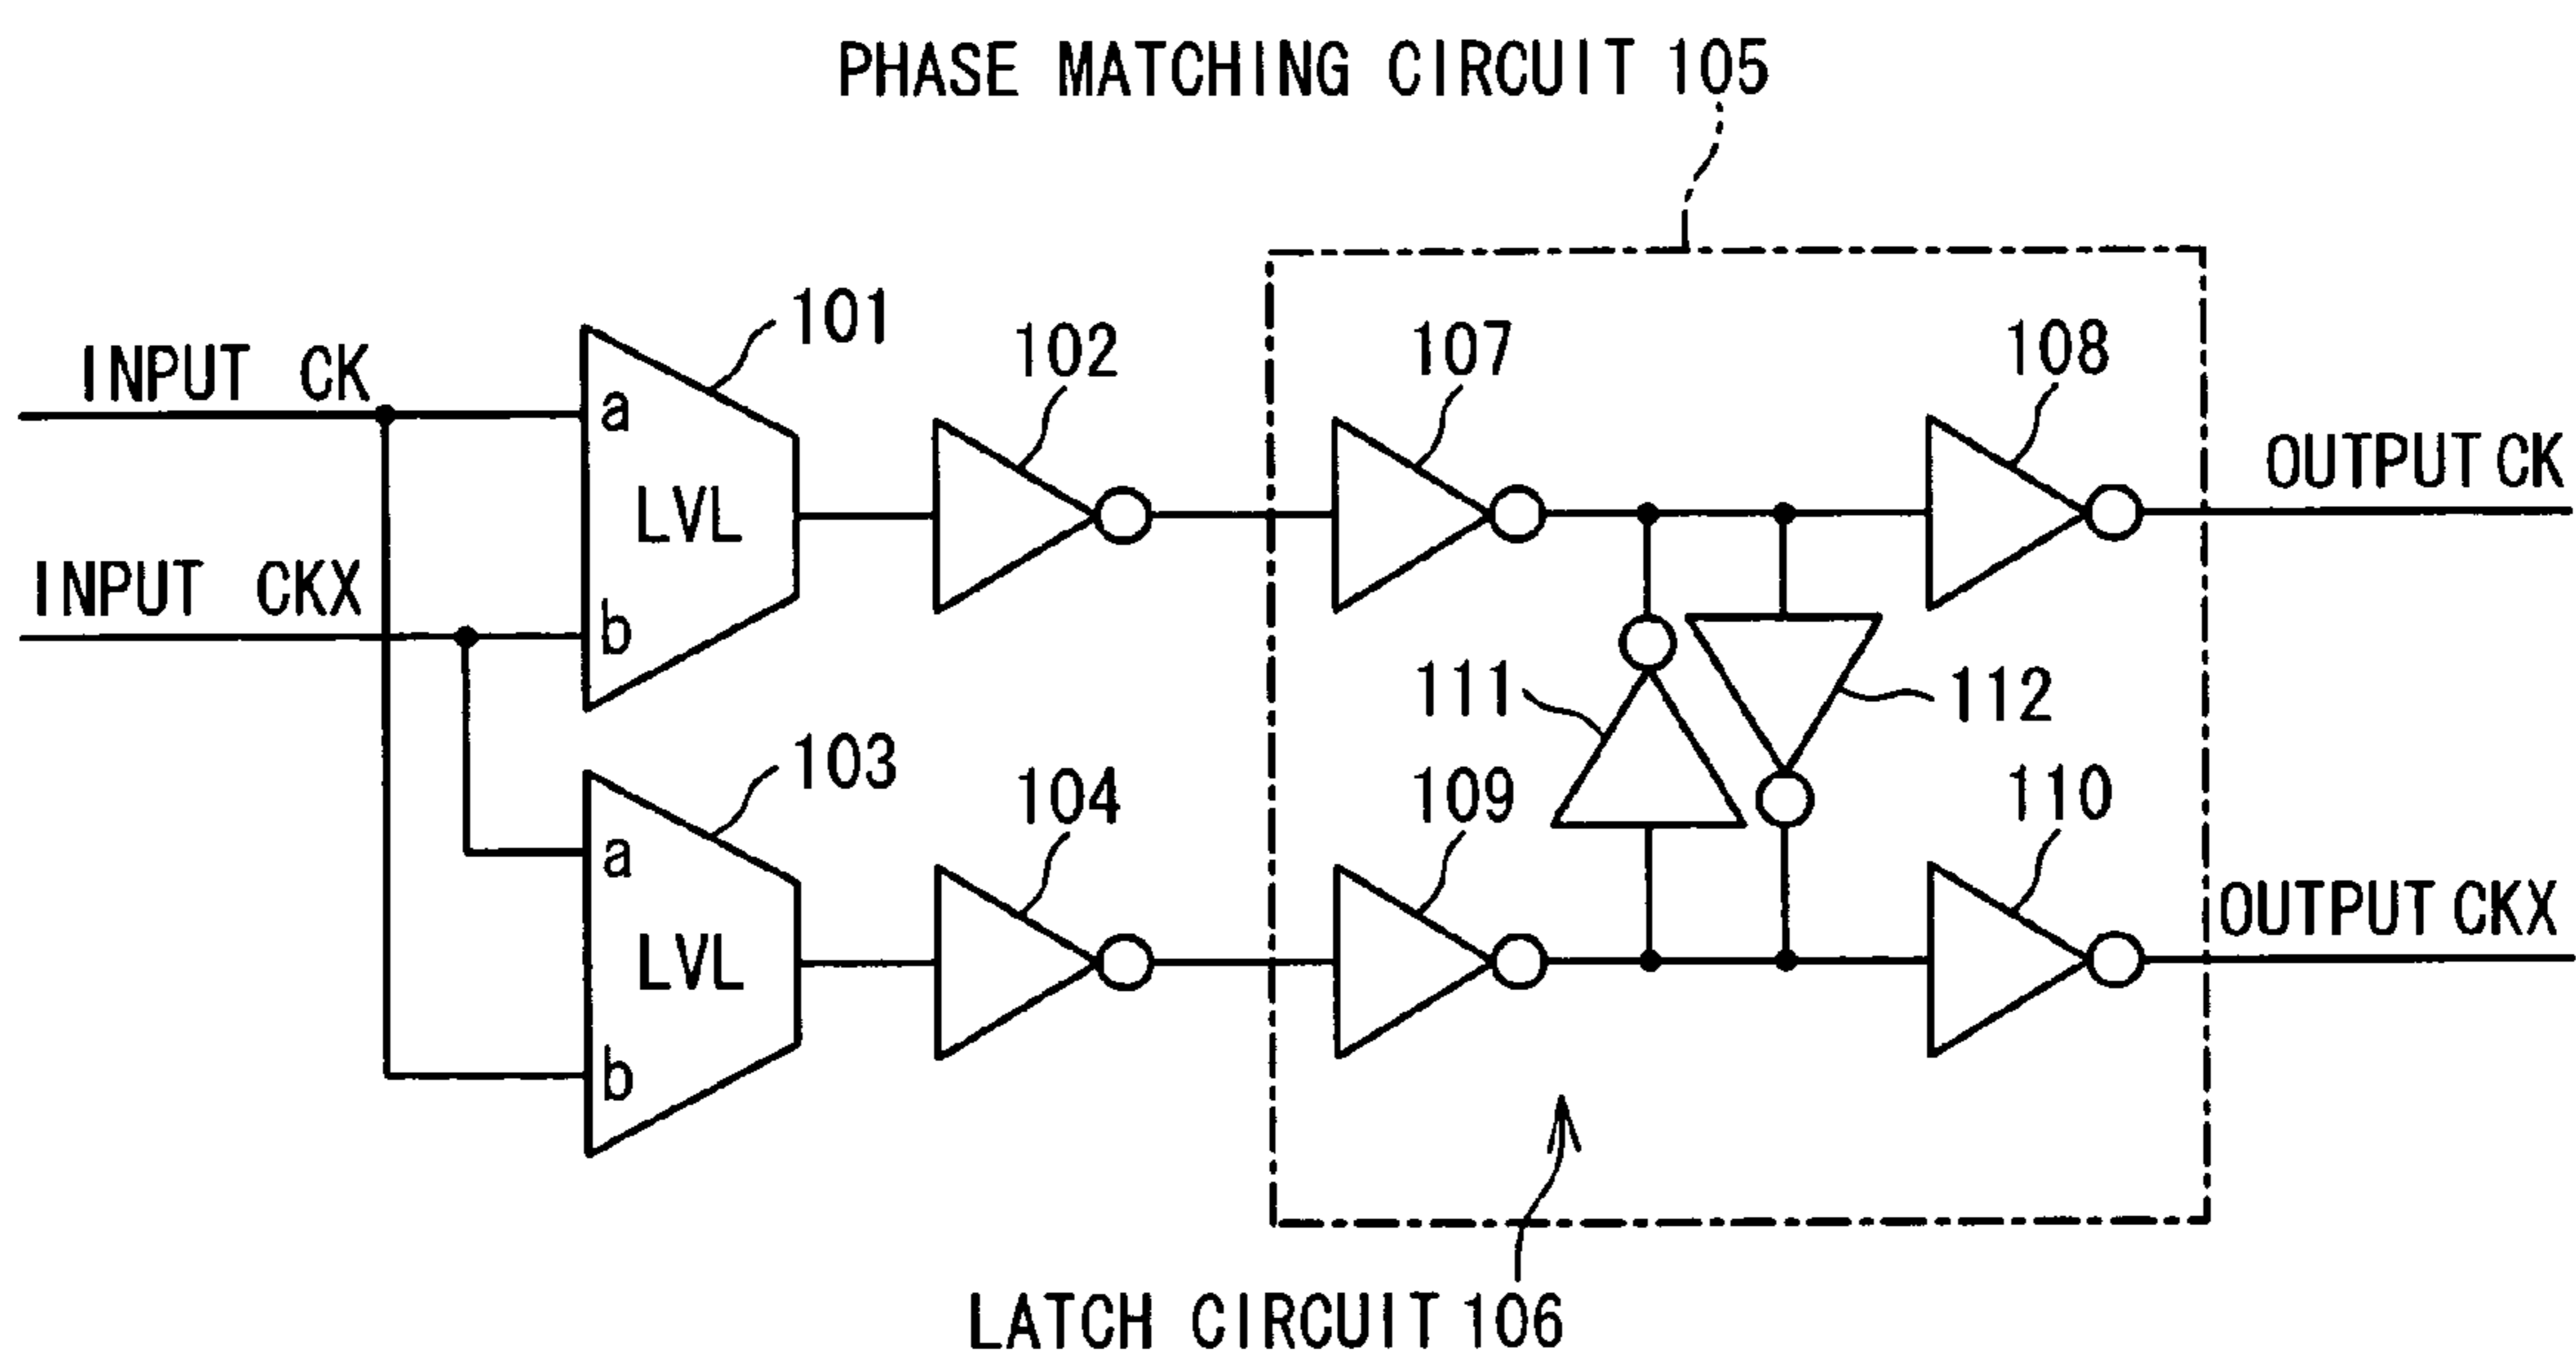 PHASE MATCHING CIRCUIT 105
101
102
107
108
INPUT CK
a
OUTPUT CK
LVL
INPUT CKX
b
111
112
103
104
109
110
a
OUTPUT CKX
LVL
b
LATCH CIRCUIT 106